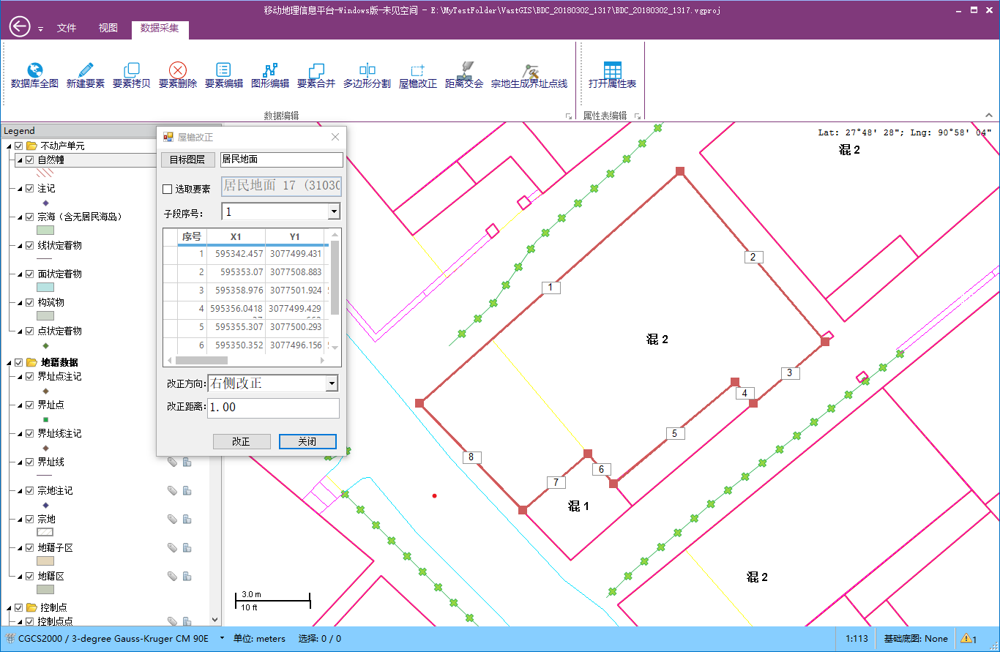 移动地理信息平台-Windows版-未见空间 - E:\MyTestFolder\VastGIS\BDC_20180302_1317\BDC_20180302_1317.vgproj
文件 视图 数据采集
数据库全图 新建要素 要素拷贝 要素删除 要素编辑 图形编辑 要素合并 多边形分割 屋檐改正 距离交会 宗地生成界址点线 打开属性表
数据编辑 属性表编辑
Legend
不动产单元
自然幢
注记
宗海（含无居民海岛）
线状定着物
面状定着物
构筑物
点状定着物
地籍数据
界址点注记
界址点
界址线注记
界址线
宗地注记
宗地
地籍子区
地籍区
控制点
控制点点
屋檐改正
目标图层 居民地面
选取要素 居民地面 17 (31030
子段序号: 1
序号 X1 Y1
1 595342.457 3077499.431
2 595353.07 3077508.883
3 595358.976 3077501.924
4 595356.0418 3077499.429
5 595355.307 3077500.293
6 595350.352 3077496.156
改正方向: 右侧改正
改正距离: 1.00
改正 关闭
Lat: 27°48' 28"; Lng: 90°58' 04"
混2
2
1
混2
3
4
5
8
6
7
混1
混2
3.0 m
10 ft
CGCS2000 / 3-degree Gauss-Kruger CM 90E 单位: meters 选择: 0 / 0 1:113 基础底图: None 1